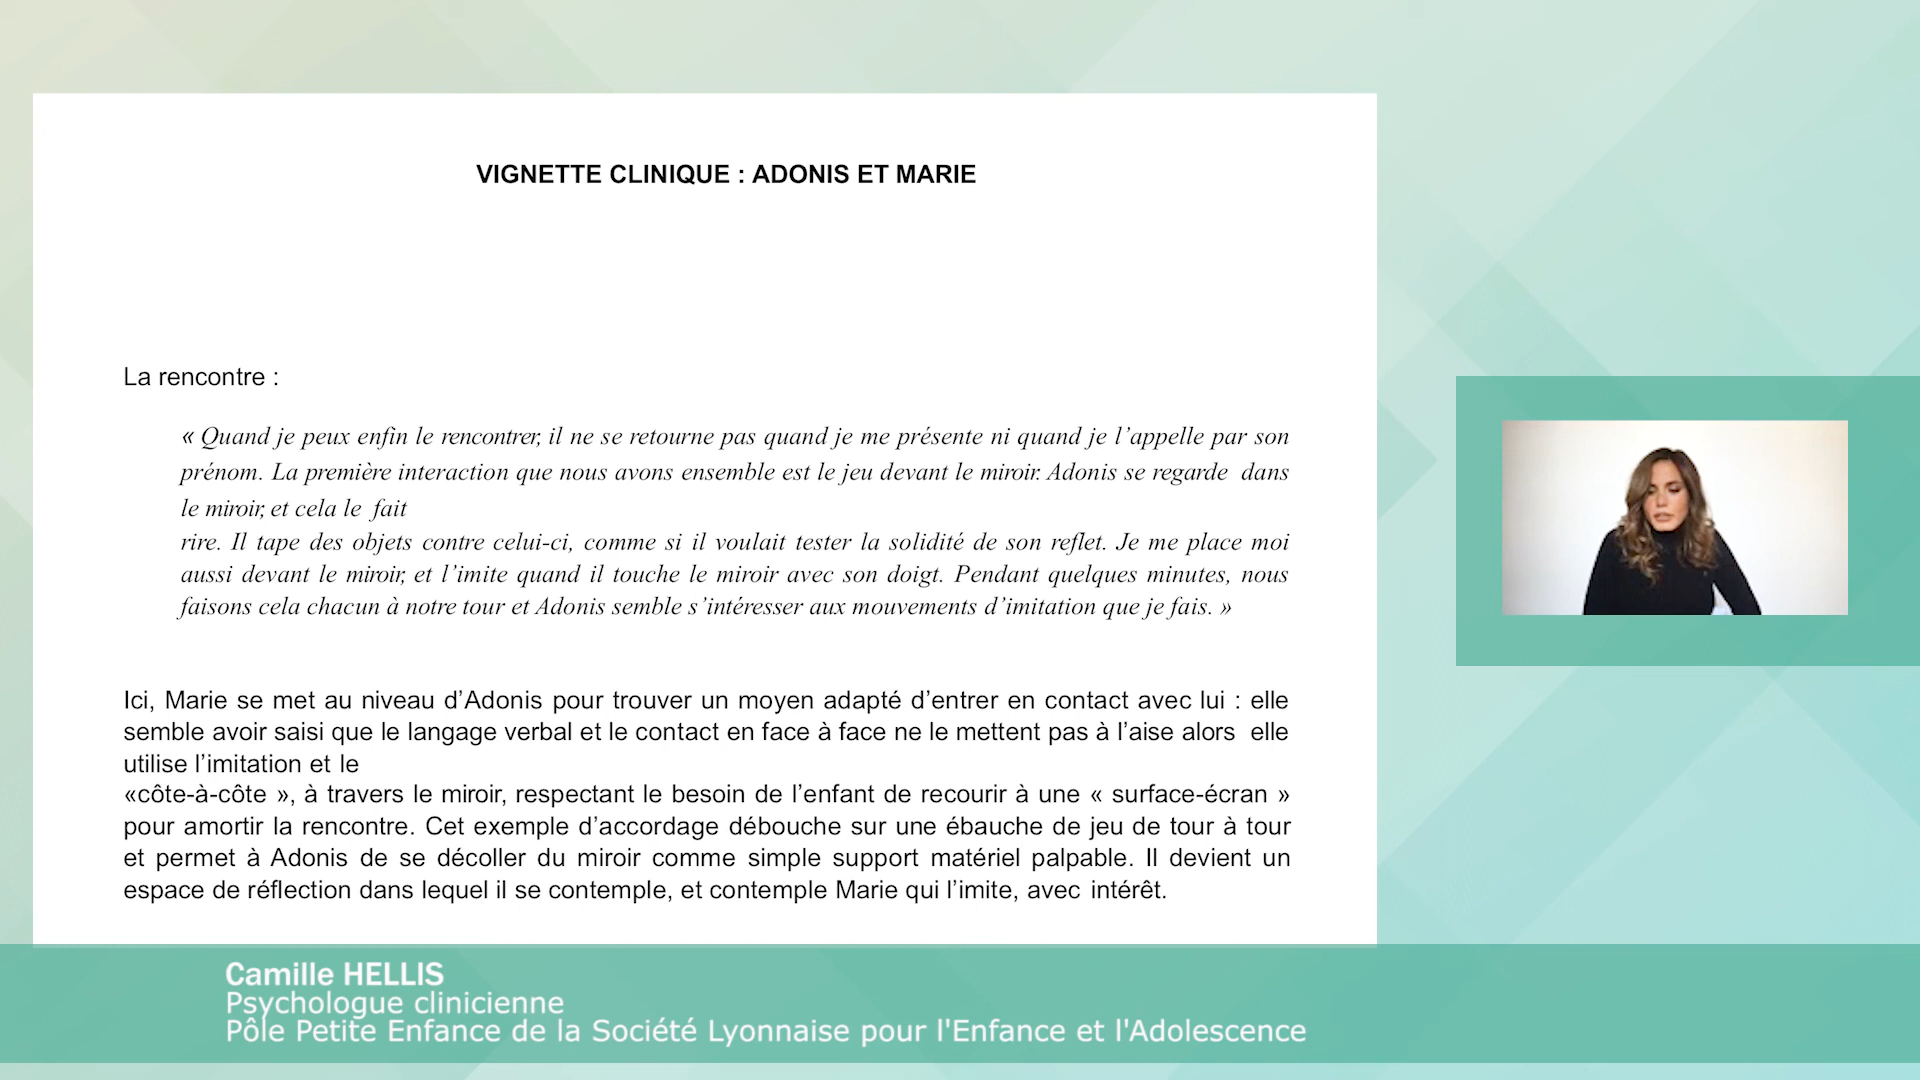 VIGNETTE CLINIQUE : ADONIS ET MARIE
La rencontre :
« Quand je peux enfin le rencontrer, il ne se retourne pas quand je me présente ni quand je l’appelle par son
prénom. La première interaction que nous avons ensemble est le jeu devant le miroir. Adonis se regarde dans
le miroir, et cela le fait
rire. Il tape des objets contre celui-ci, comme si il voulait tester la solidité de son reflet. Je me place moi
aussi devant le miroir, et l’imite quand il touche le miroir avec son doigt. Pendant quelques minutes, nous
faisons cela chacun à notre tour et Adonis semble s’intéresser aux mouvements d’imitation que je fais. »
Ici, Marie se met au niveau d’Adonis pour trouver un moyen adapté d’entrer en contact avec lui : elle
semble avoir saisi que le langage verbal et le contact en face à face ne le mettent pas à l’aise alors elle
utilise l’imitation et le
«côte-à-côte », à travers le miroir, respectant le besoin de l’enfant de recourir à une « surface-écran »
pour amortir la rencontre. Cet exemple d’accordage débouche sur une ébauche de jeu de tour à tour
et permet à Adonis de se décoller du miroir comme simple support matériel palpable. Il devient un
espace de réflection dans lequel il se contemple, et contemple Marie qui l’imite, avec intérêt.
Camille HELLIS
Psychologue clinicienne
Pôle Petite Enfance de la Société Lyonnaise pour l'Enfance et l'Adolescence